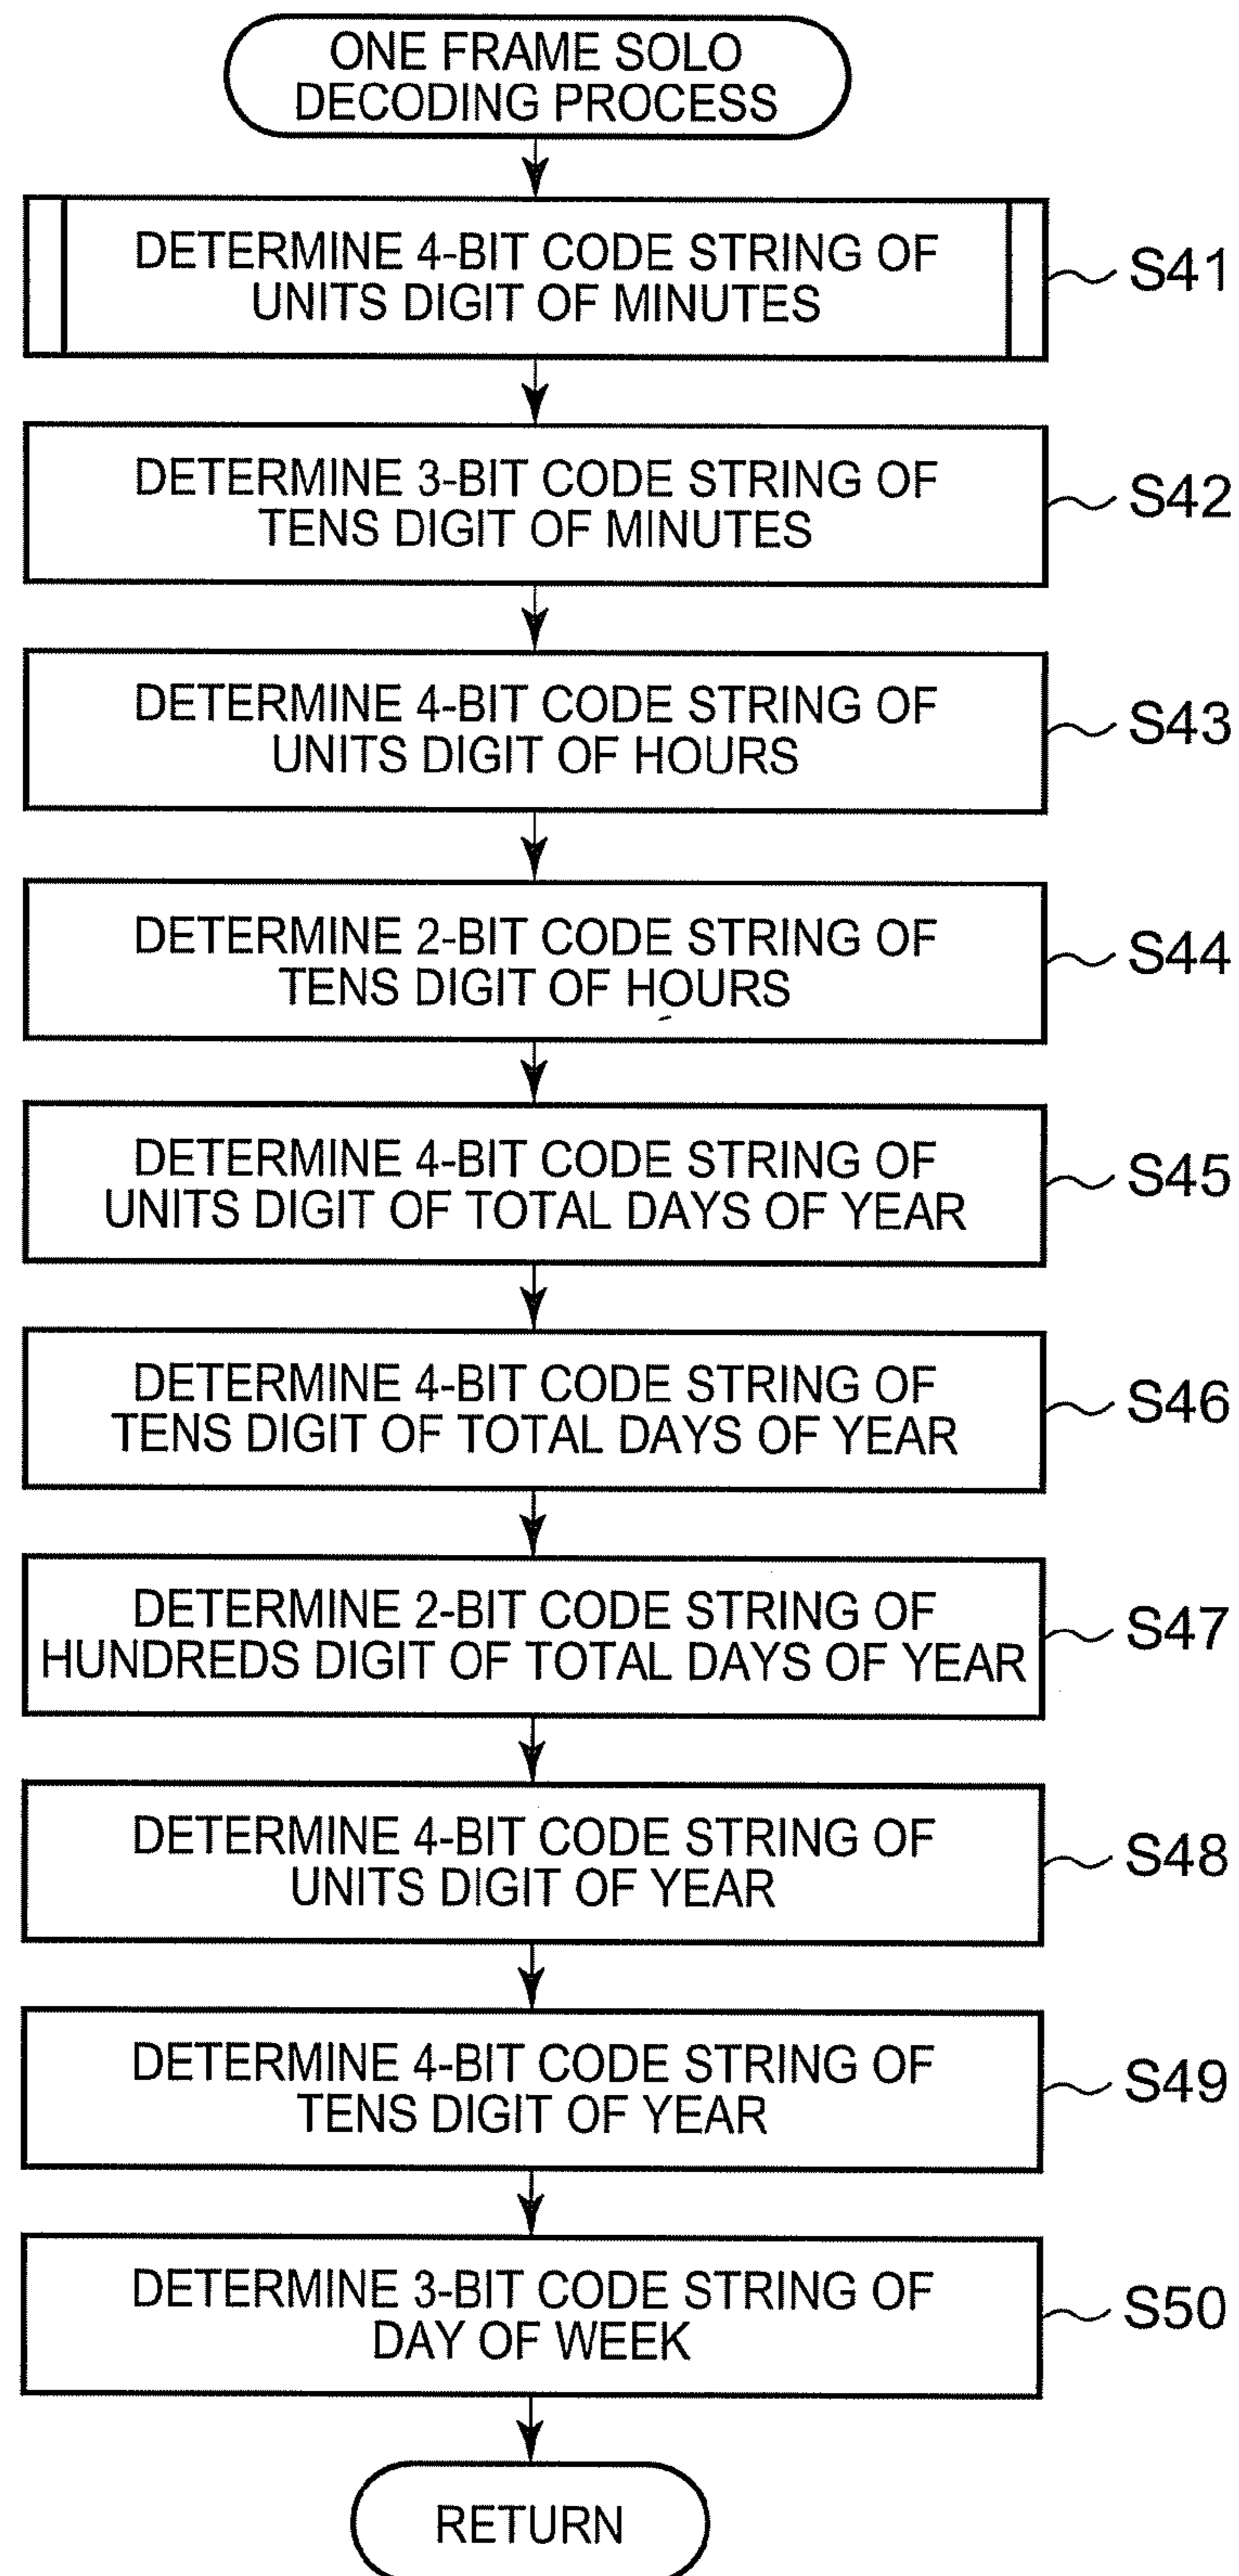 ONE FRAME SOLO
DECODING PROCESS
DETERMINE 4-BIT CODE STRING OF
UNITS DIGIT OF MINUTES
S41
DETERMINE 3-BIT CODE STRING OF
TENS DIGIT OF MINUTES
S42
DETERMINE 4-BIT CODE STRING OF
UNITS DIGIT OF HOURS
S43
DETERMINE 2-BIT CODE STRING OF
TENS DIGIT OF HOURS
S44
DETERMINE 4-BIT CODE STRING OF
UNITS DIGIT OF TOTAL DAYS OF YEAR
S45
DETERMINE 4-BIT CODE STRING OF
TENS DIGIT OF TOTAL DAYS OF YEAR
S46
DETERMINE 2-BIT CODE STRING OF
HUNDREDS DIGIT OF TOTAL DAYS OF YEAR
S47
DETERMINE 4-BIT CODE STRING OF
UNITS DIGIT OF YEAR
S48
DETERMINE 4-BIT CODE STRING OF
TENS DIGIT OF YEAR
S49
DETERMINE 3-BIT CODE STRING OF
DAY OF WEEK
S50
RETURN